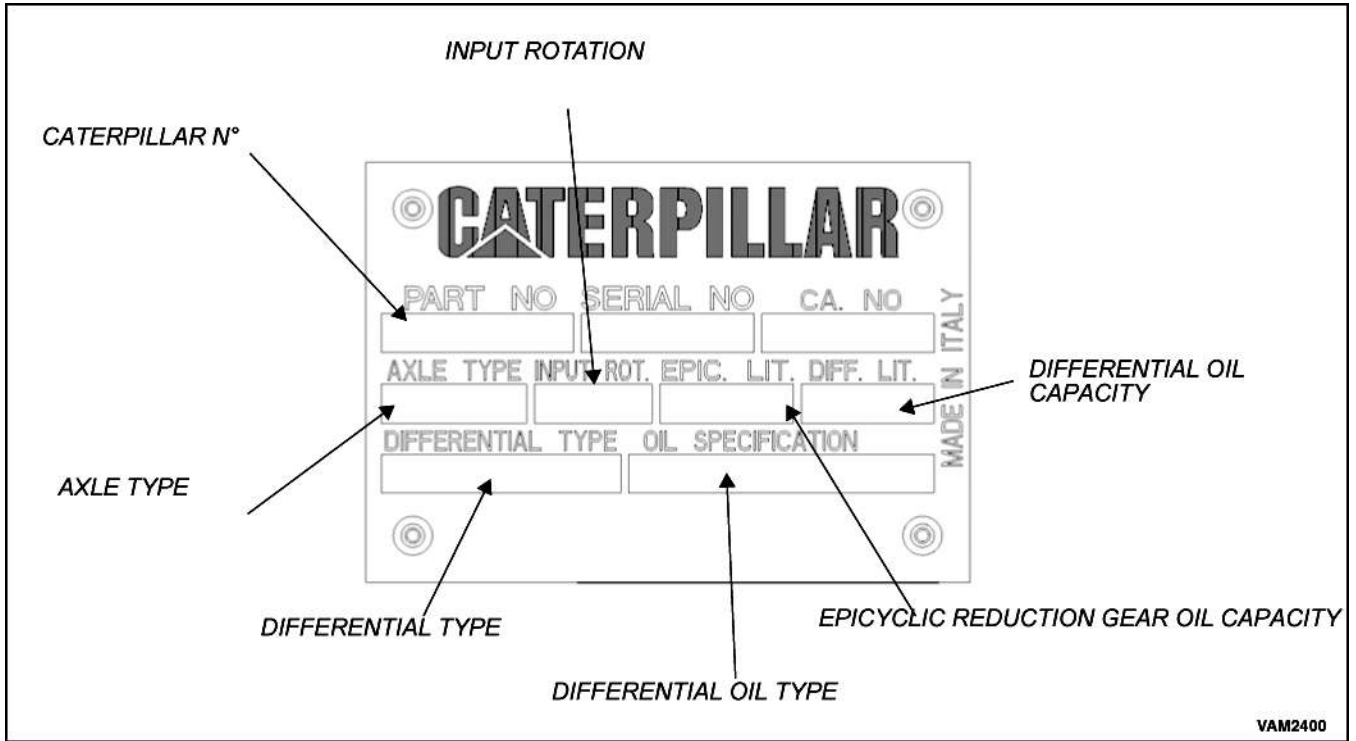 INPUT ROTATION
CATERPILLAR N°
CATERPILLAR
PART NO SERIAL NO CA. NO
MADE IN ITALY
AXLE TYPE INPUT ROT. EPIC. LIT. DIFF. LIT.
DIFFERENTIAL OIL
CAPACITY
DIFFERENTIAL TYPE OIL SPECIFICATION
AXLE TYPE
EPICYCLIC REDUCTION GEAR OIL CAPACITY
DIFFERENTIAL TYPE
DIFFERENTIAL OIL TYPE
VAM2400